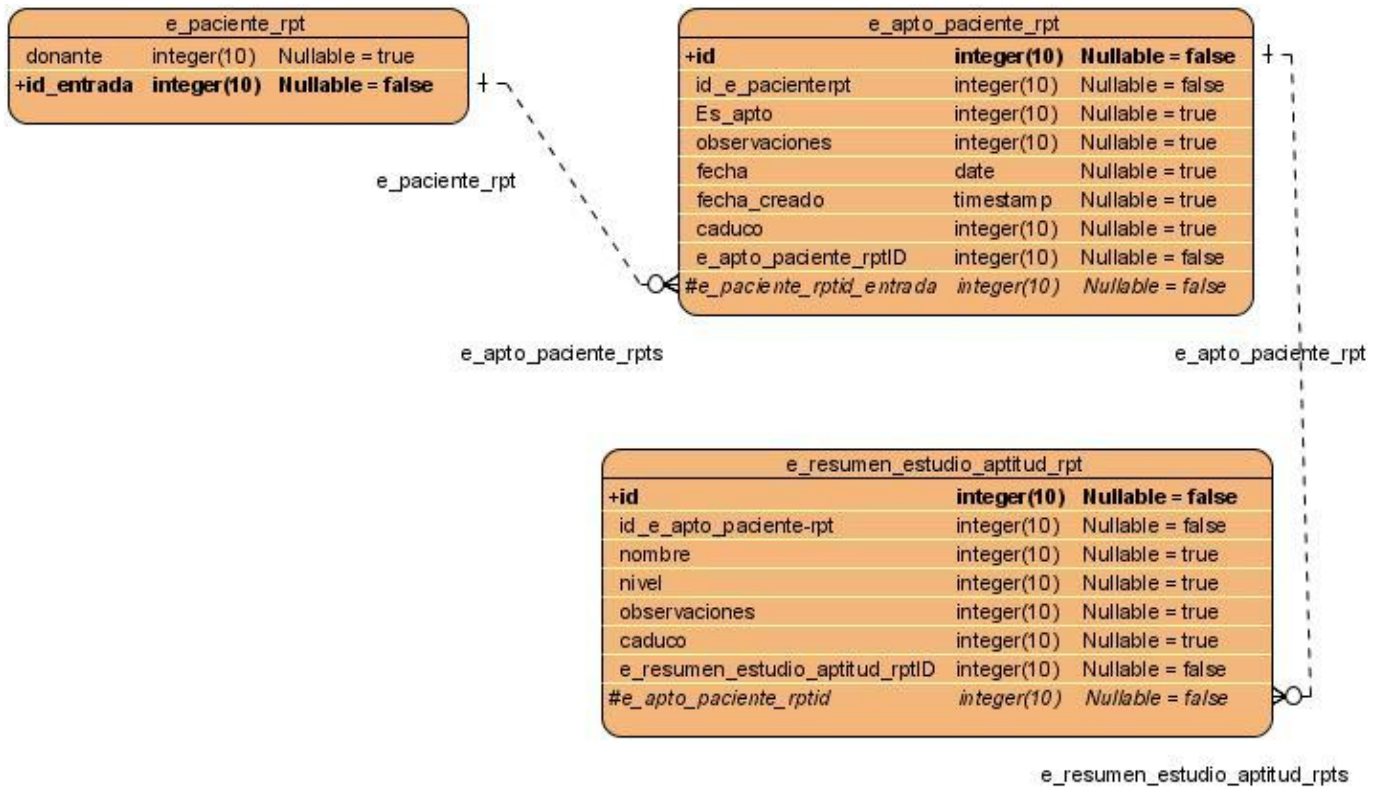 e_paciente_rpt
donante integer(10) Nullable = true
+id_entrada integer(10) Nullable = false
e_paciente_rpt
e_apto_paciente_rpt
+id integer(10) Nullable = false
id_e_pacienterpt integer(10) Nullable = false
Es_apto integer(10) Nullable = true
observaciones integer(10) Nullable = true
fecha date Nullable = true
fecha_creado timestamp Nullable = true
caduco integer(10) Nullable = true
e_apto_paciente_rptID integer(10) Nullable = false
#e_paciente_rptid_entrada integer(10) Nullable = false
e_apto_paciente_rpts
e_apto_paciente_rpt
e_resumen_estudio_aptitud_rpt
+id integer(10) Nullable = false
id_e_apto_paciente-rpt integer(10) Nullable = false
nombre integer(10) Nullable = true
nivel integer(10) Nullable = true
observaciones integer(10) Nullable = true
caduco integer(10) Nullable = true
e_resumen_estudio_aptitud_rptID integer(10) Nullable = false
#e_apto_paciente_rptid integer(10) Nullable = false
e_resumen_estudio_aptitud_rpts